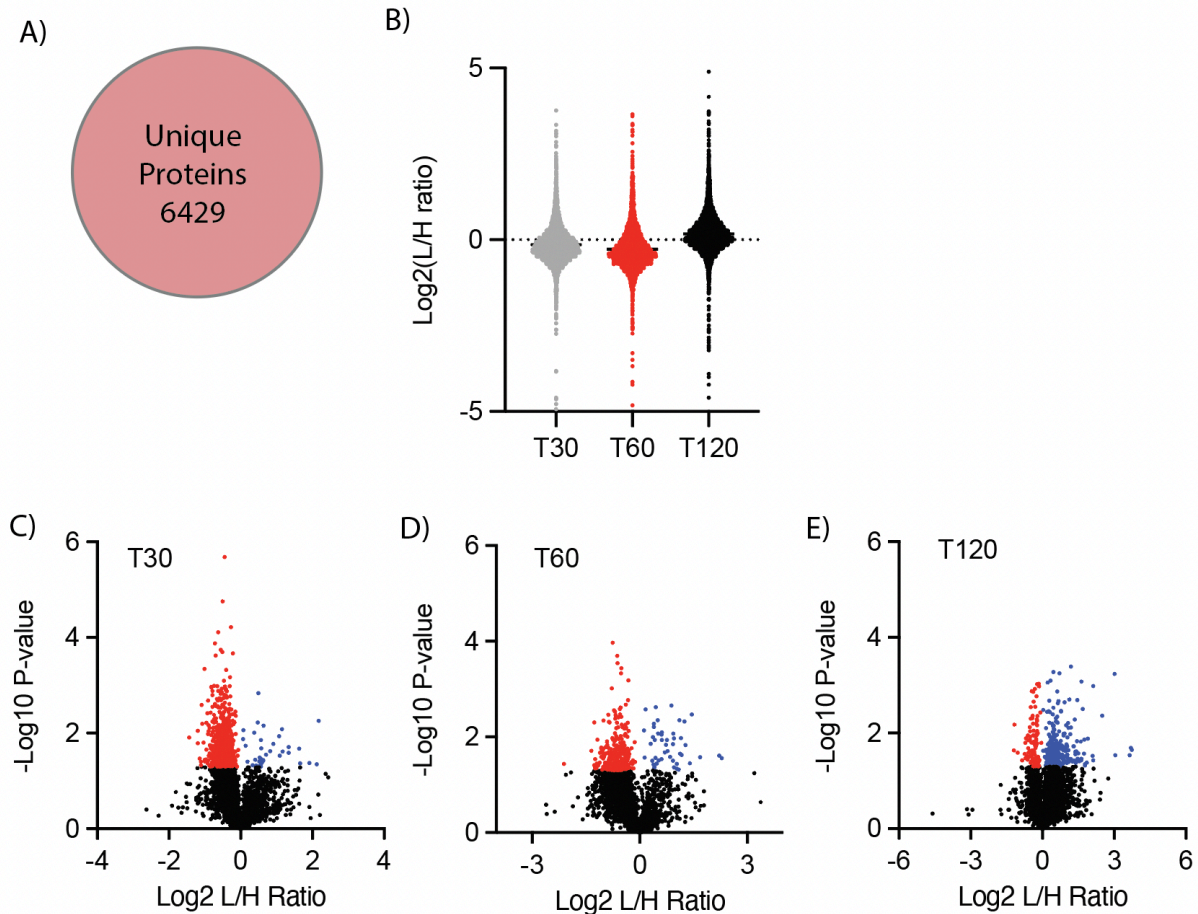 A)
Unique
Proteins
6429
B)
Log2(L/H ratio)
5
0
-5
T30 T60 T120
C)
T30
-Log10 P-value
6
4
2
0
-4 -2 0 2 4
Log2 L/H Ratio
D)
T60
-Log10 P-value
6
4
2
0
-3 0 3
Log2 L/H Ratio
E)
T120
-Log10 P-value
6
4
2
0
-6 -3 0 3 6
Log2 L/H Ratio